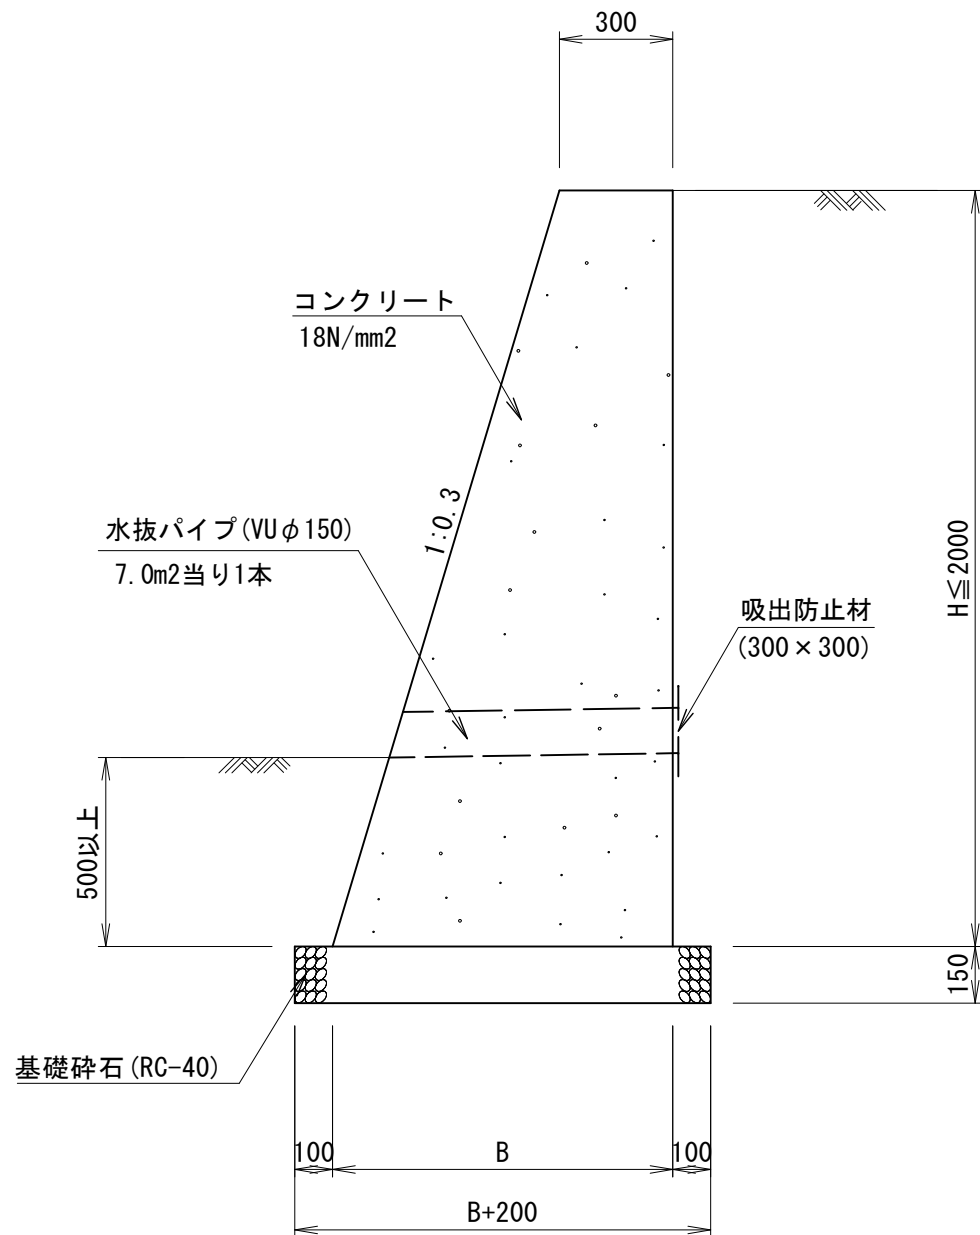 300
コンクリート
18N/mm2
1:0.3
水抜パイプ(VUφ150)
7.0m2当り1本
吸出防止材
(300×300)
H≦2000
500以上
150
基礎砕石(RC-40)
100
B
100
B+200